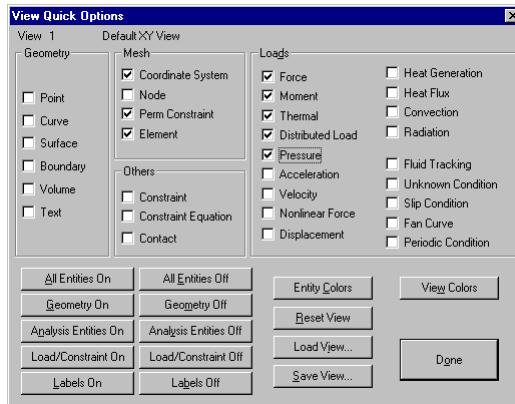 View Quick Options
View 1 Default XY View
Geometry
Point
Curve
Surface
Boundary
Volume
Text
Mesh
Coordinate System
Node
Perm Constraint
Element
Others
Constraint
Constraint Equation
Contact
Loads
Force
Moment
Thermal
Distributed Load
Pressure
Acceleration
Velocity
Nonlinear Force
Displacement
Heat Generation
Heat Flux
Convection
Radiation
Fluid Tracking
Unknown Condition
Slip Condition
Fan Curve
Periodic Condition
All Entities On
All Entities Off
Geometry On
Geometry Off
Analysis Entities On
Analysis Entities Off
Load/Constraint On
Load/Constraint Off
Labels On
Labels Off
Entity Colors
Reset View
Load View...
Save View...
View Colors
Done